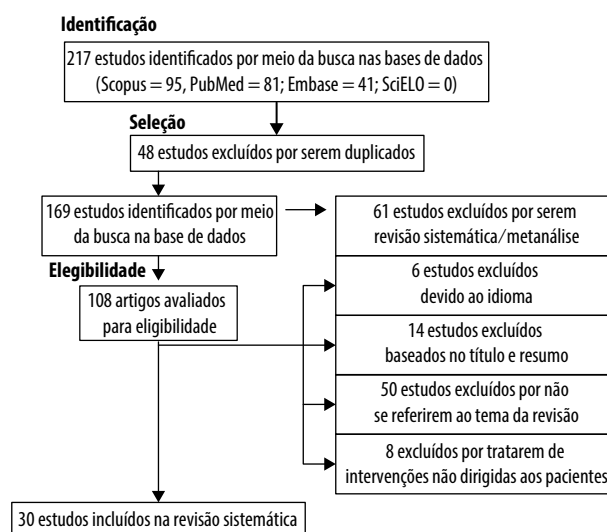 Identificação
217 estudos identificados por meio da busca nas bases de dados
(Scopus = 95, PubMed = 81; Embase = 41; SciELO = 0)
Seleção
48 estudos excluídos por serem duplicados
169 estudos identificados por meio
da busca na base de dados
61 estudos excluídos por serem
revisão sistemática/metanálise
Elegibilidade
108 artigos avaliados
para eligibilidade
6 estudos excluídos
devido ao idioma
14 estudos excluídos
baseados no título e resumo
50 estudos excluídos por não
se referirem ao tema da revisão
8 excluídos por tratarem de
intervenções não dirigidas aos pacientes
30 estudos incluídos na revisão sistemática